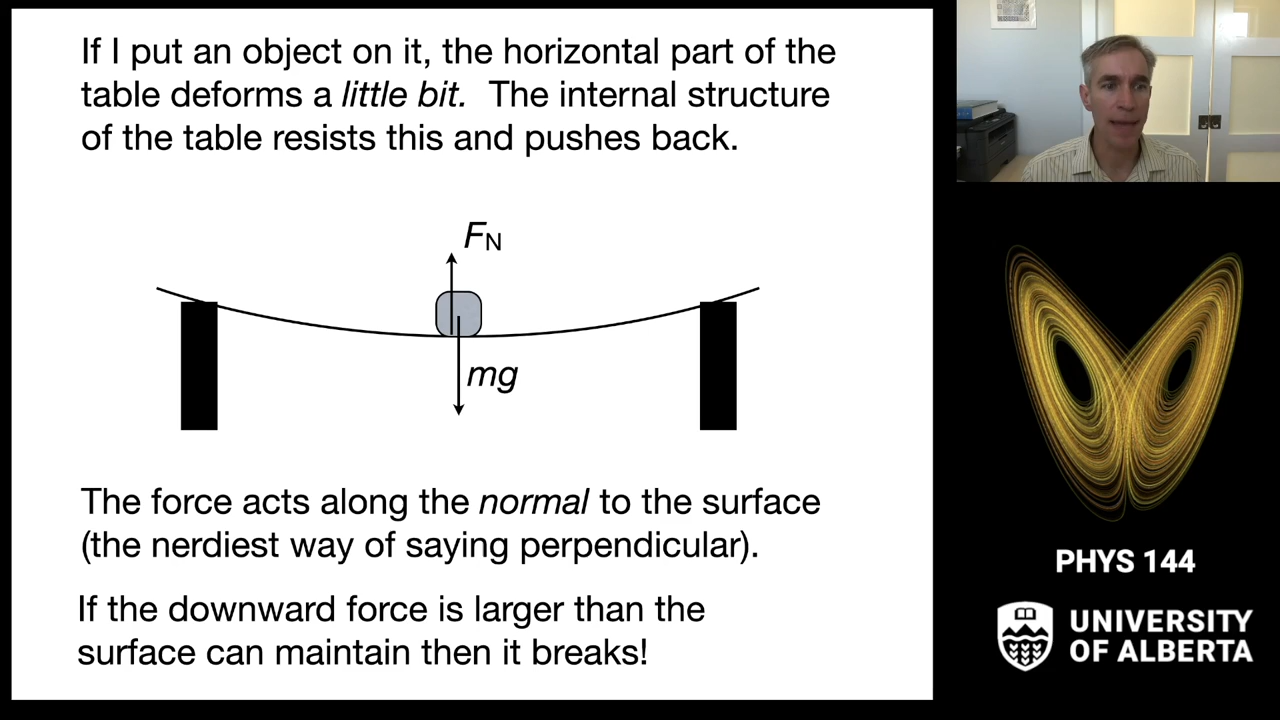 If I put an object on it, the horizontal part of the
table deforms a little bit. The internal structure
of the table resists this and pushes back.
FN
mg
The force acts along the normal to the surface
(the nerdiest way of saying perpendicular).
If the downward force is larger than the
surface can maintain then it breaks!
PHYS 144
UNIVERSITY
OF ALBERTA